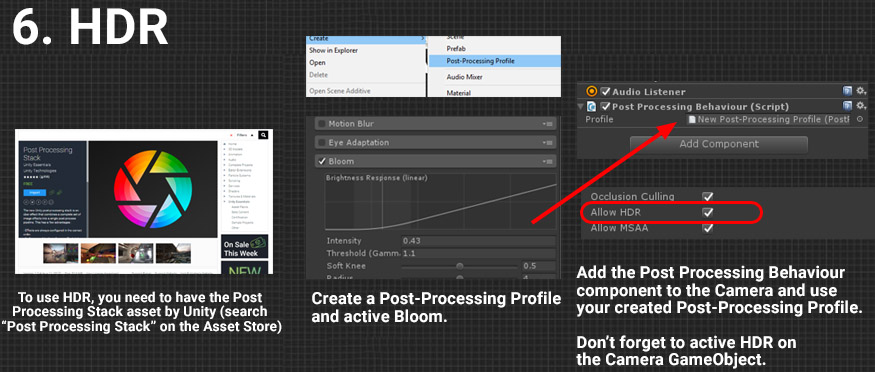 6. HDR
Post Processing
Stack
Unity Essentials
Unity Technologies
FREE
Import
Filters
On Sale
This Week
NEW
To use HDR, you need to have the Post
Processing Stack asset by Unity (search
“Post Processing Stack” on the Asset Store)
Create
Show in Explorer
Open
Delete
Open Scene Additive
Scene
Prefab
Post-Processing Profile
Audio Mixer
Material
Motion Blur
Eye Adaptation
Bloom
Brightness Response (linear)
Intensity 0.43
Threshold (Gamm. 1.1
Soft Knee 0.5
Radius 4
Create a Post-Processing Profile
and active Bloom.
Audio Listener
Post Processing Behaviour (Script)
Profile New Post-Processing Profile (Post
Add Component
Occlusion Culling
Allow HDR
Allow MSAA
Add the Post Processing Behaviour
component to the Camera and use
your created Post-Processing Profile.
Don’t forget to active HDR on
the Camera GameObject.